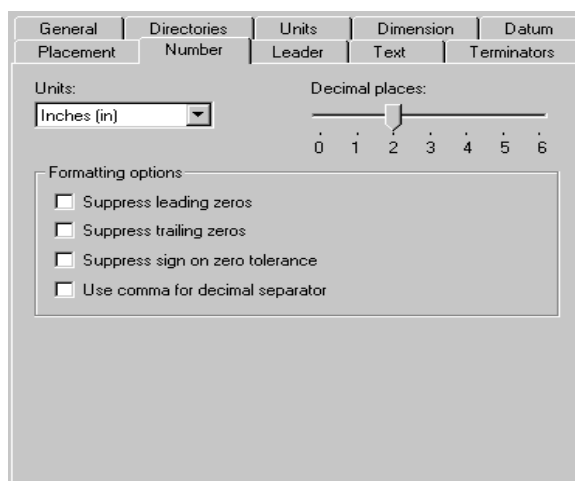 General Directories Units Dimension Datum
Placement Number Leader Text Terminators
Units: Decimal places:
Inches (in)
0 1 2 3 4 5 6
Formatting options
Suppress leading zeros
Suppress trailing zeros
Suppress sign on zero tolerance
Use comma for decimal separator